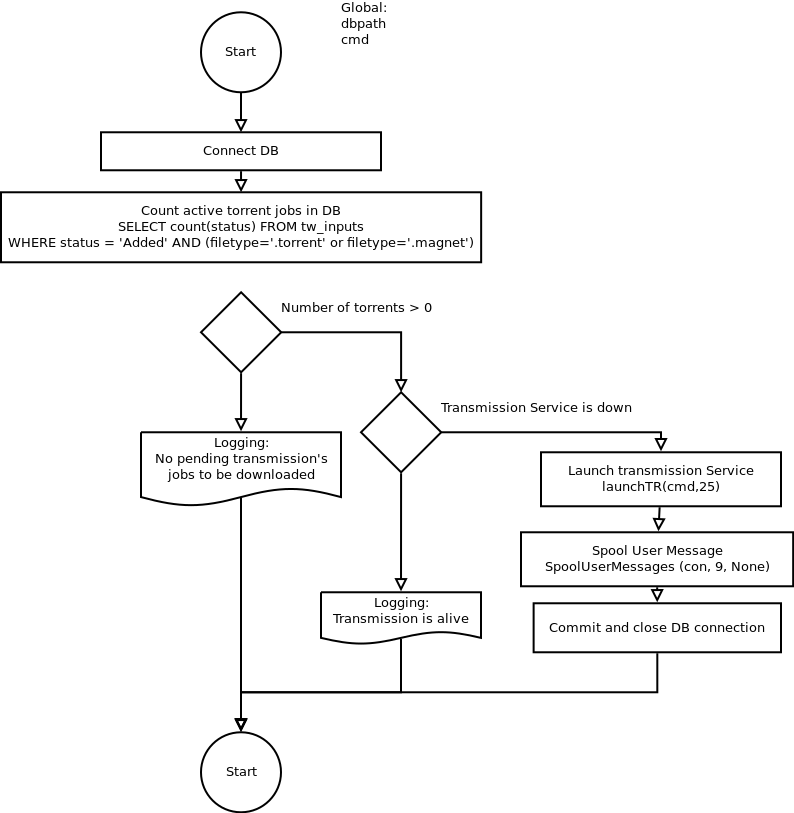 Global:
dbpath
cmd
Start
Connect DB
Count active torrent jobs in DB
SELECT count(status) FROM tw_inputs
WHERE status = 'Added' AND (filetype='.torrent' or filetype='.magnet')
Number of torrents > 0
Transmission Service is down
Logging:
No pending transmission's
jobs to be downloaded
Launch transmission Service
launchTR(cmd,25)
Spool User Message
SpoolUserMessages (con, 9, None)
Logging:
Transmission is alive
Commit and close DB connection
Start